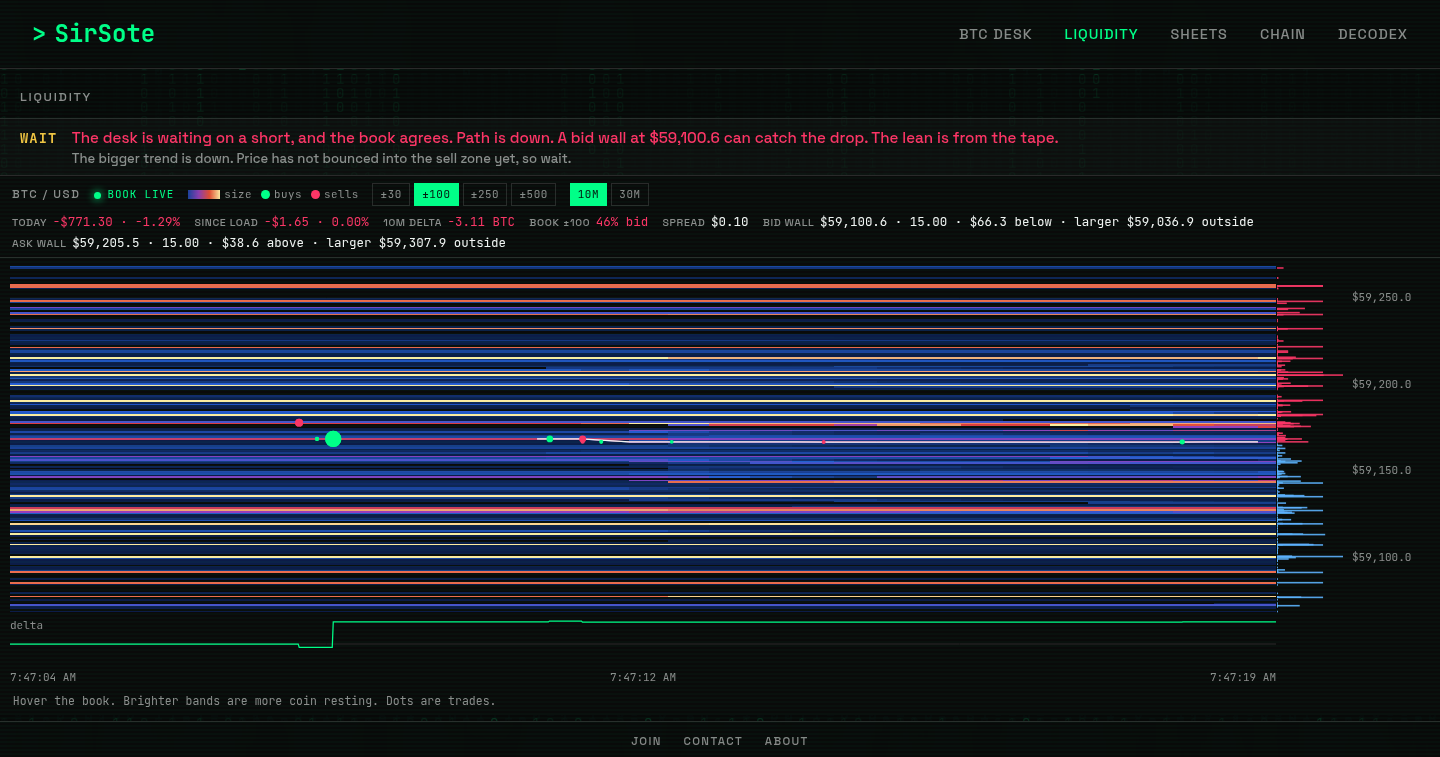 > SirSote
BTC DESK LIQUIDITY SHEETS CHAIN DECODEX
LIQUIDITY
WAIT The desk is waiting on a short, and the book agrees. Path is down. A bid wall at $59,100.6 can catch the drop. The lean is from the tape.
The bigger trend is down. Price has not bounced into the sell zone yet, so wait.
BTC / USD BOOK LIVE size buys sells ±30 ±100 ±250 ±500 10M 30M
TODAY -$771.30 · -1.29% SINCE LOAD -$1.65 · 0.00% 10M DELTA -3.11 BTC BOOK ±100 46% bid SPREAD $0.10 BID WALL $59,100.6 · 15.00 · $66.3 below · larger $59,036.9 outside
ASK WALL $59,205.5 · 15.00 · $38.6 above · larger $59,307.9 outside
$59,250.0
$59,200.0
$59,150.0
$59,100.0
delta
7:47:04 AM 7:47:12 AM 7:47:19 AM
Hover the book. Brighter bands are more coin resting. Dots are trades.
JOIN CONTACT ABOUT